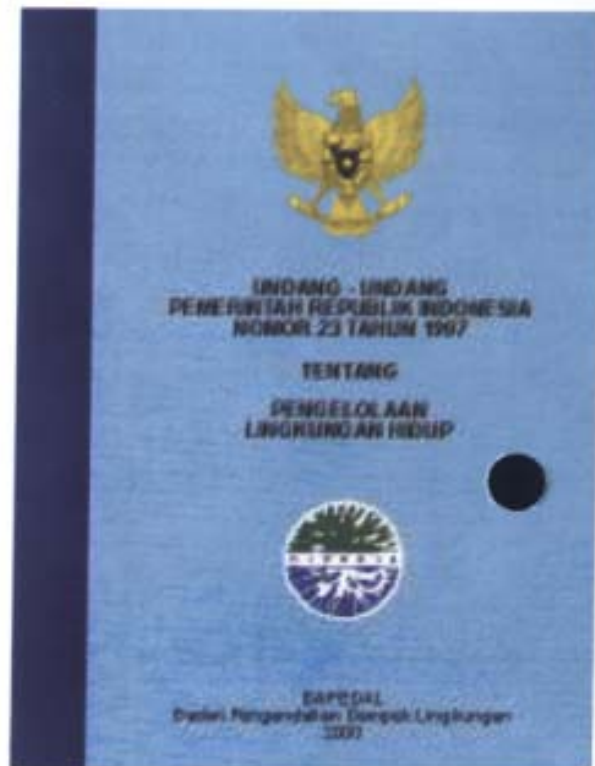 UNDANG - UNDANG
PEMERINTAH REPUBLIK INDONESIA
NOMOR 23 TAHUN 1997
TENTANG
PENGELOLAAN
LINGKUNGAN HIDUP
BAPEDAL
Badan Pengendalian Dampak Lingkungan
2000